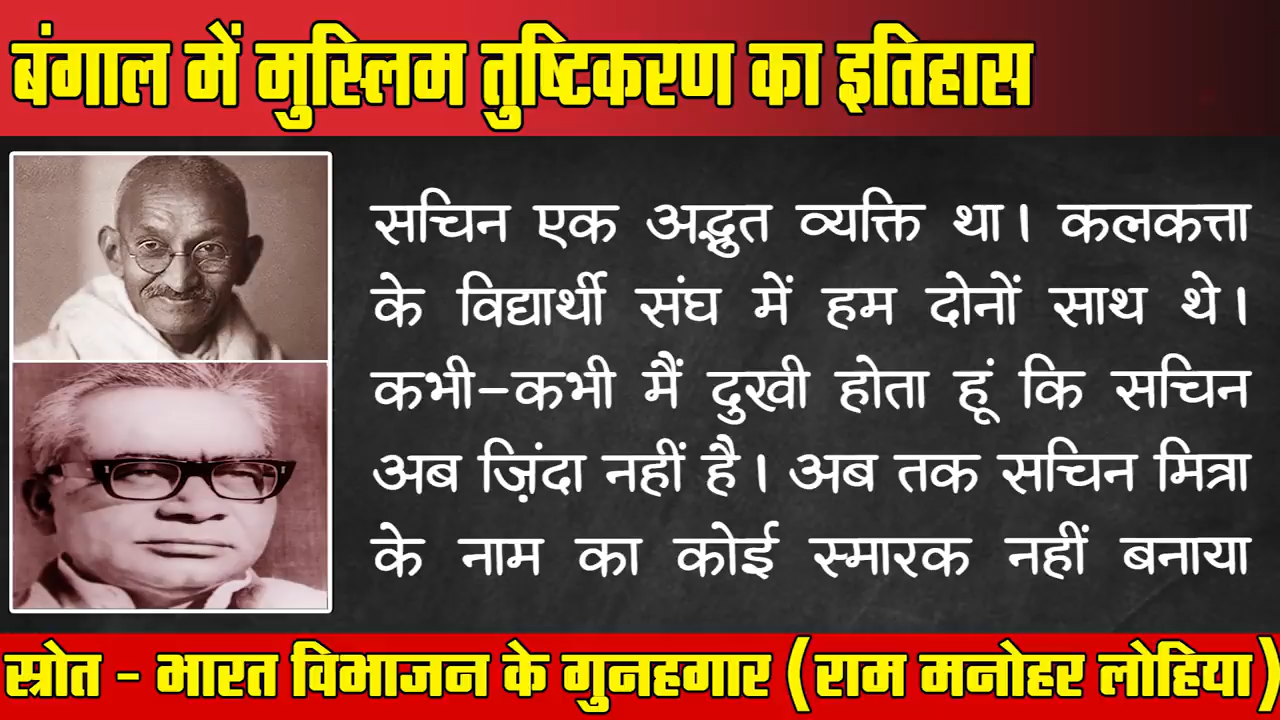 बंगाल में मुस्लिम तुष्टिकरण का इतिहास
सचिन एक अद्भुत व्यक्ति था। कलकत्ता
के विद्यार्थी संघ में हम दोनों साथ थे।
कभी-कभी मैं दुखी होता हूं कि सचिन
अब ज़िंदा नहीं है। अब तक सचिन मित्रा
के नाम का कोई स्मारक नहीं बनाया
स्रोत - भारत विभाजन के गुनहगार (राम मनोहर लोहिया)